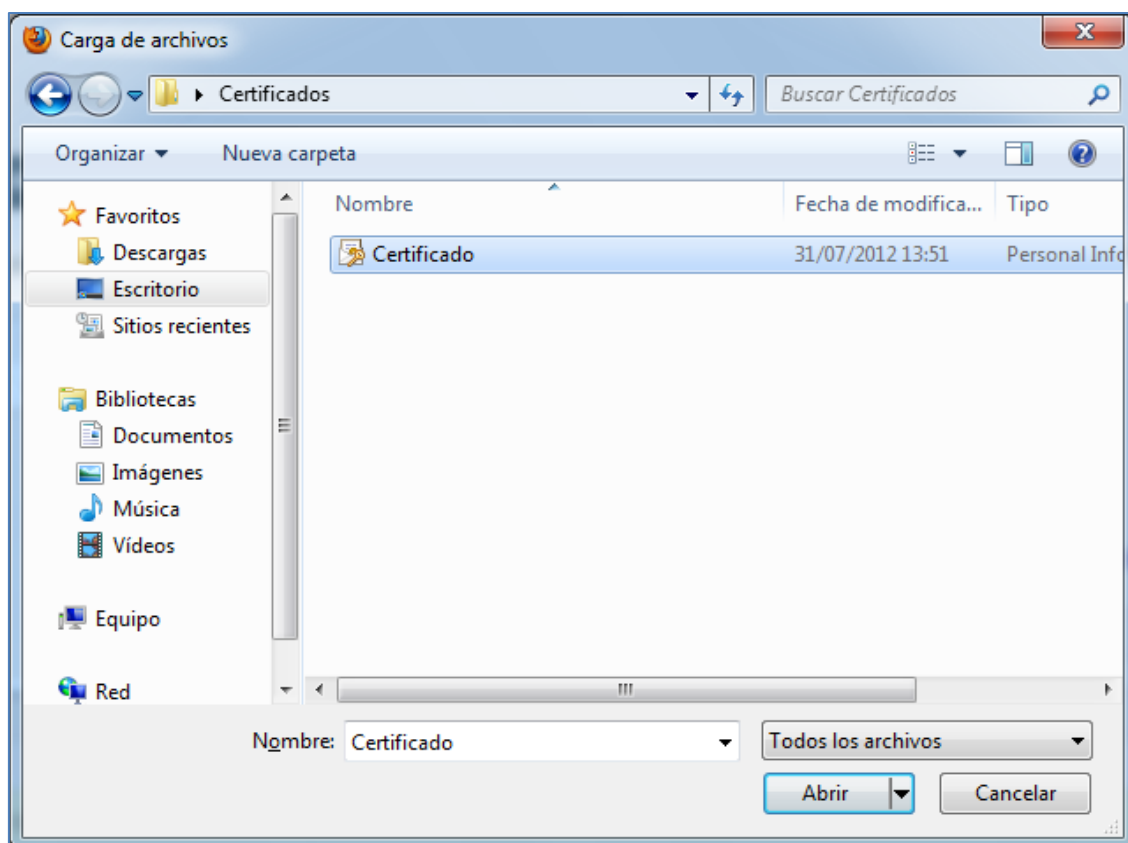 Carga de archivos
Certificados
Buscar Certificados
Organizar
Nueva carpeta
Nombre
Fecha de modifica...
Tipo
Favoritos
Descargas
Escritorio
Sitios recientes
Bibliotecas
Documentos
Imágenes
Música
Vídeos
Equipo
Red
Certificado
31/07/2012 13:51
Personal Info
Nombre:
Certificado
Todos los archivos
Abrir
Cancelar